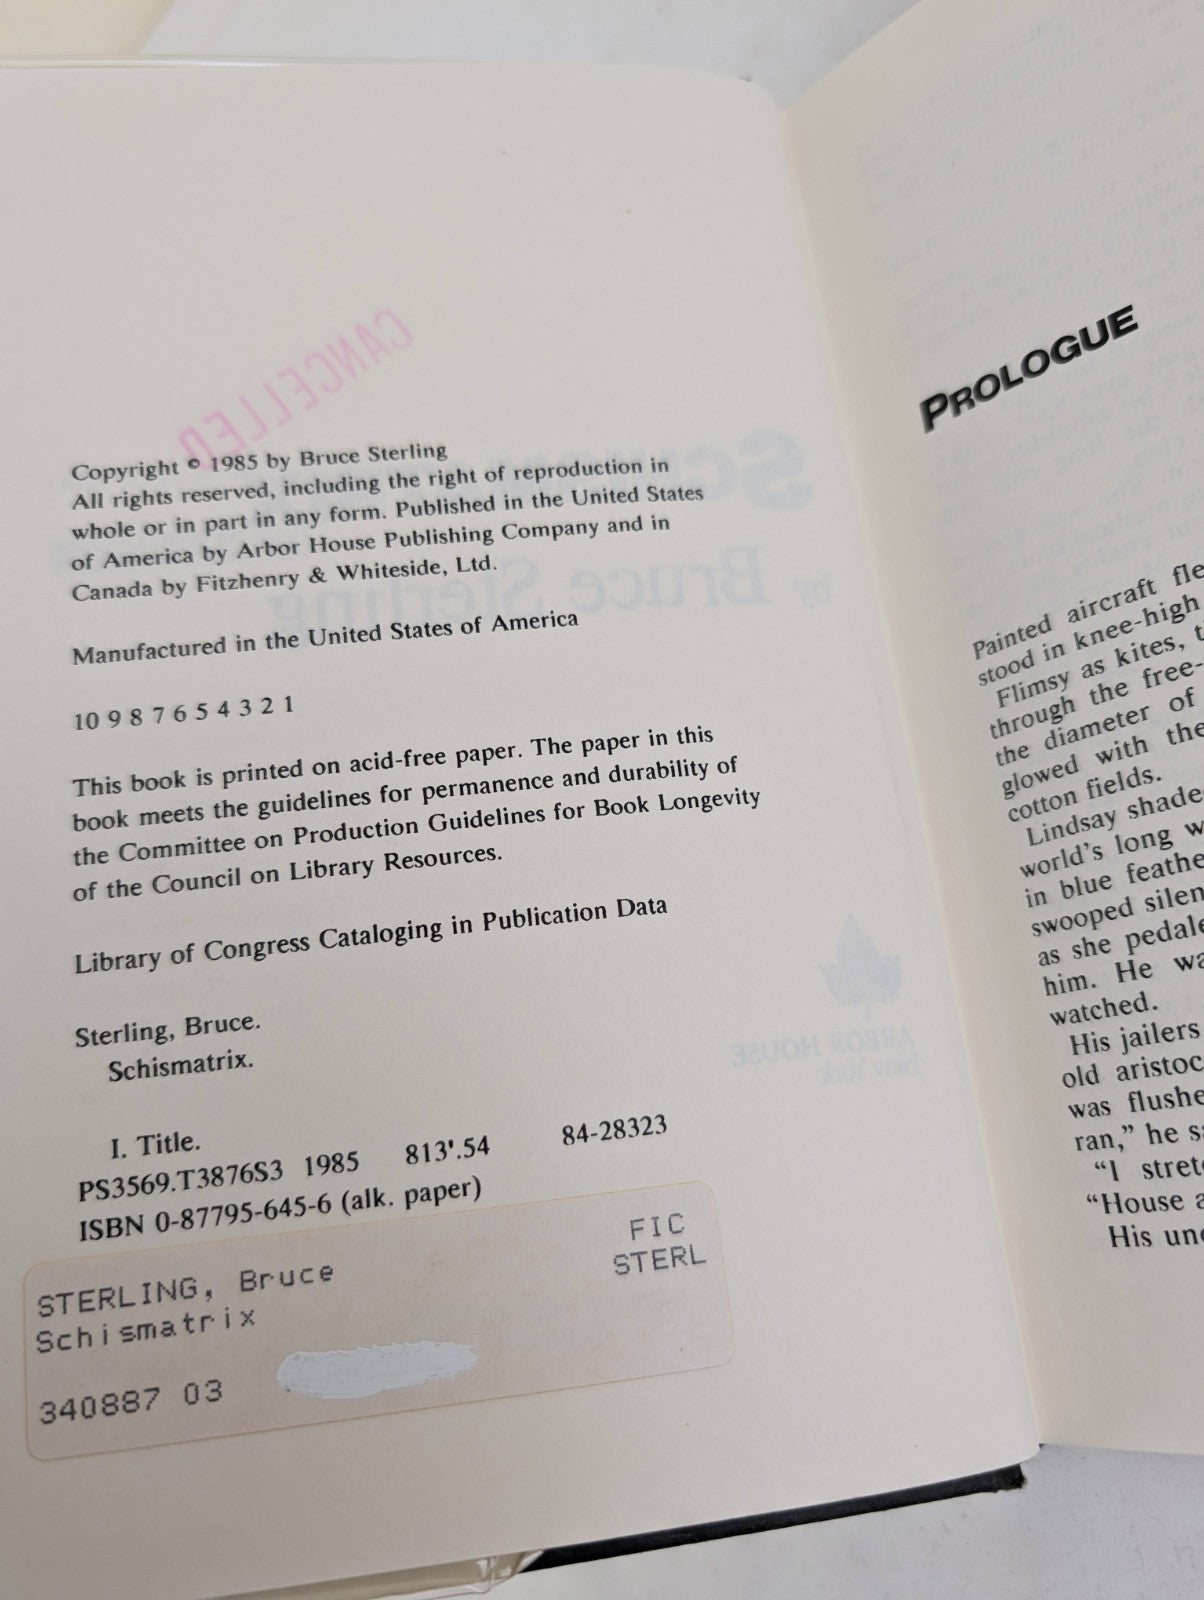 CANCELLED
Copyright © 1985 by Bruce Sterling
All rights reserved, including the right of reproduction in
whole or in part in any form. Published in the United States
of America by Arbor House Publishing Company and in
Canada by Fitzhenry & Whiteside, Ltd.
Manufactured in the United States of America
10 9 8 7 6 5 4 3 2 1
This book is printed on acid-free paper. The paper in this
book meets the guidelines for permanence and durability of
the Committee on Production Guidelines for Book Longevity
of the Council on Library Resources.
Library of Congress Cataloging in Publication Data
Sterling, Bruce.
Schismatrix.
I. Title.
PS3569.T3876S3 1985 813'.54 84-28323
ISBN 0-87795-645-6 (alk. paper)
STERLING, Bruce FIC
Schismatrix STERL
340887 03
by Bruce Sterling
ARBOR HOUSE
New York
PROLOGUE
Painted aircraft fle
stood in knee-high
Flimsy as kites, t
through the free-
the diameter of
glowed with the
cotton fields.
Lindsay shade
world's long w
in blue feathe
swooped silen
as she pedale
him. He wa
watched.
His jailers
old aristoc
was flushe
ran,” he s
“I stret
“House a
His un